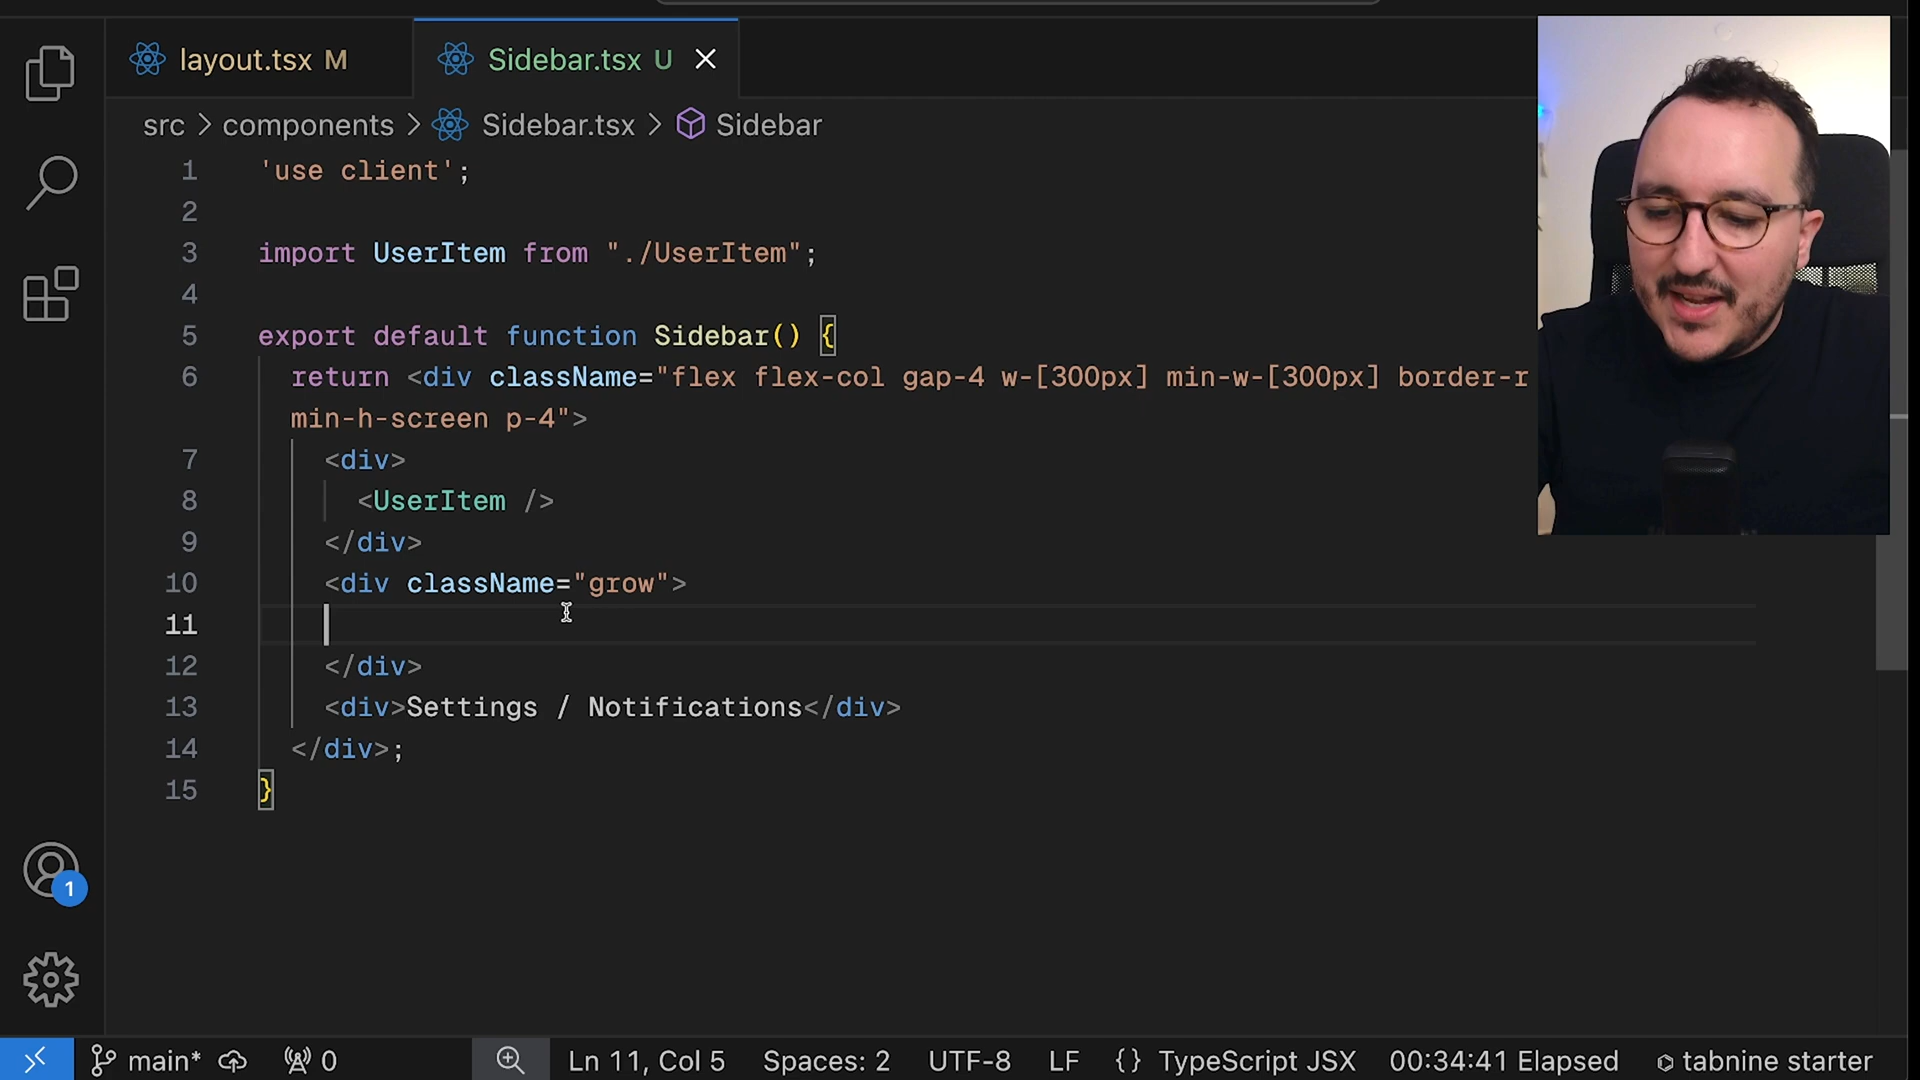 layout.tsx M
Sidebar.tsx U
src > components > Sidebar.tsx > Sidebar
1 'use client';
2
3 import UserItem from "./UserItem";
4
5 export default function Sidebar() {
6 return <div className="flex flex-col gap-4 w-[300px] min-w-[300px] border-r
min-h-screen p-4">
7 <div>
8 <UserItem />
9 </div>
10 <div className="grow">
11
12 </div>
13 <div>Settings / Notifications</div>
14 </div>;
15 }
1
main* 0 Ln 11, Col 5 Spaces: 2 UTF-8 LF {} TypeScript JSX 00:34:41 Elapsed tabnine starter